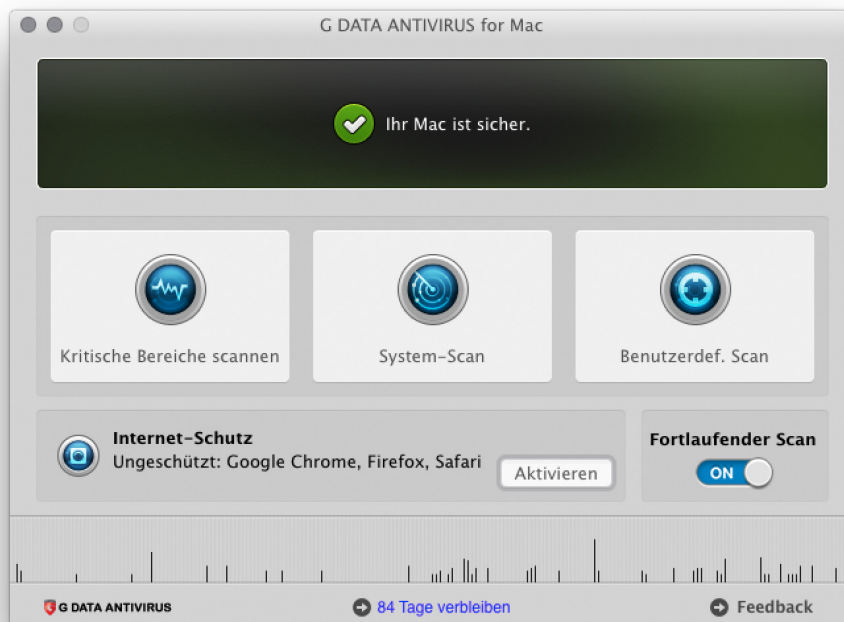 G DATA ANTIVIRUS for Mac
Ihr Mac ist sicher.
Kritische Bereiche scannen
System-Scan
Benutzerdef. Scan
Internet-Schutz
Ungeschützt: Google Chrome, Firefox, Safari
Aktivieren
Fortlaufender Scan
ON
G DATA ANTIVIRUS
84 Tage verbleiben
Feedback